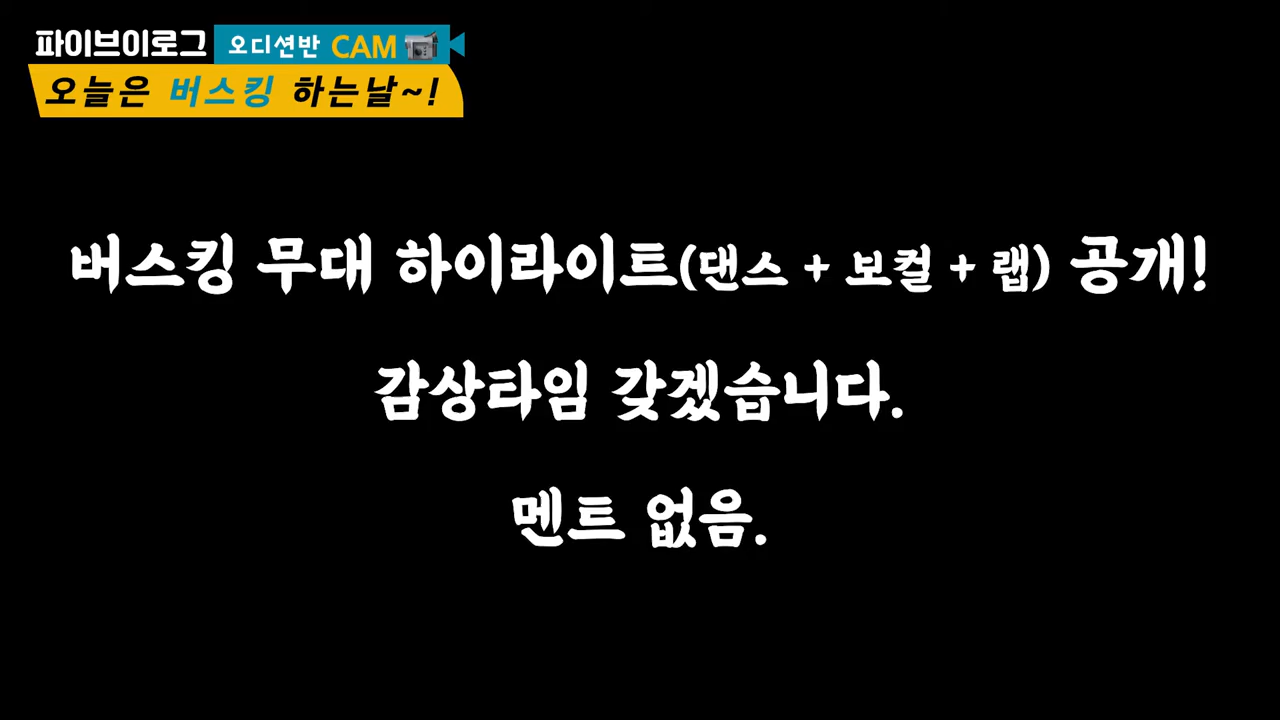 파이브이로그 오디션반 CAM
오늘은 버스킹 하는날~!
버스킹 무대 하이라이트(댄스 + 보컬 + 랩) 공개!
감상타임 갖겠습니다.
멘트 없음.